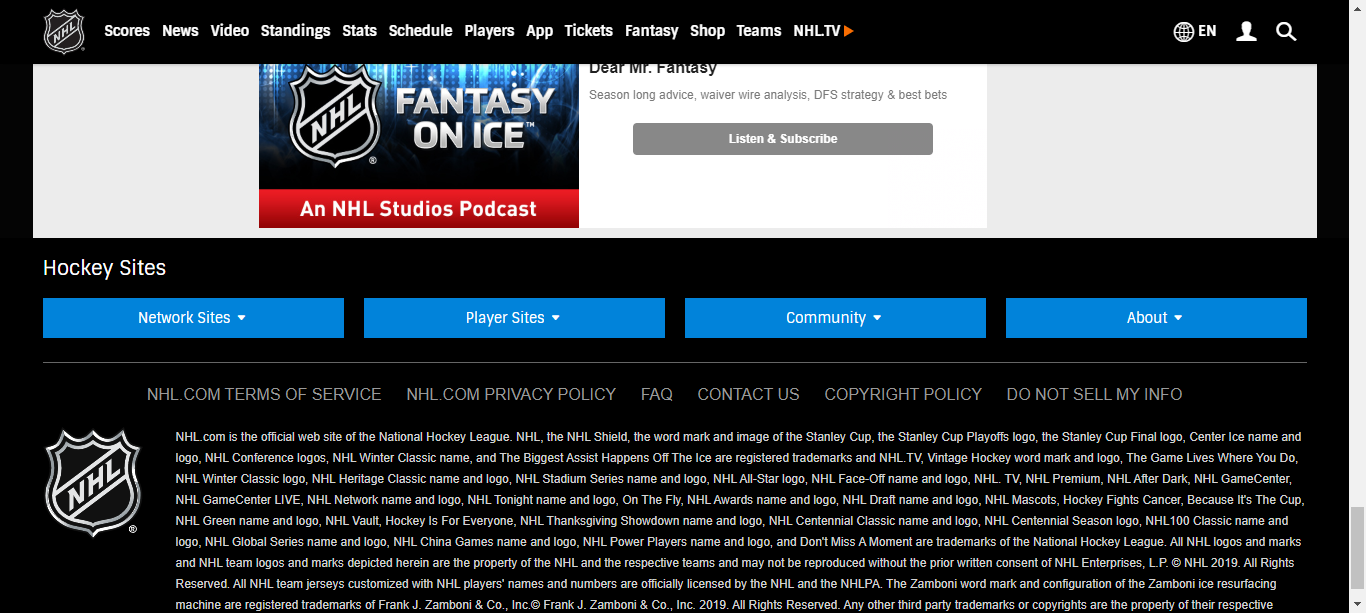 NHL
Scores News Video Standings Stats Schedule Players App Tickets Fantasy Shop Teams NHL.TV
EN
NHL
®
FANTASY
ON ICE™
An NHL Studios Podcast
Dear Mr. Fantasy
Season long advice, waiver wire analysis, DFS strategy & best bets
Listen & Subscribe
Hockey Sites
Network Sites
Player Sites
Community
About
NHL.COM TERMS OF SERVICE NHL.COM PRIVACY POLICY FAQ CONTACT US COPYRIGHT POLICY DO NOT SELL MY INFO
NHL
®
NHL.com is the official web site of the National Hockey League. NHL, the NHL Shield, the word mark and image of the Stanley Cup, the Stanley Cup Playoffs logo, the Stanley Cup Final logo, Center Ice name and
logo, NHL Conference logos, NHL Winter Classic name, and The Biggest Assist Happens Off The Ice are registered trademarks and NHL.TV, Vintage Hockey word mark and logo, The Game Lives Where You Do,
NHL Winter Classic logo, NHL Heritage Classic name and logo, NHL Stadium Series name and logo, NHL All-Star logo, NHL Face-Off name and logo, NHL. TV, NHL Premium, NHL After Dark, NHL GameCenter,
NHL GameCenter LIVE, NHL Network name and logo, NHL Tonight name and logo, On The Fly, NHL Awards name and logo, NHL Draft name and logo, NHL Mascots, Hockey Fights Cancer, Because It's The Cup,
NHL Green name and logo, NHL Vault, Hockey Is For Everyone, NHL Thanksgiving Showdown name and logo, NHL Centennial Classic name and logo, NHL Centennial Season logo, NHL100 Classic name and
logo, NHL Global Series name and logo, NHL China Games name and logo, NHL Power Players name and logo, and Don't Miss A Moment are trademarks of the National Hockey League. All NHL logos and marks
and NHL team logos and marks depicted herein are the property of the NHL and the respective teams and may not be reproduced without the prior written consent of NHL Enterprises, L.P. © NHL 2019. All Rights
Reserved. All NHL team jerseys customized with NHL players' names and numbers are officially licensed by the NHL and the NHLPA. The Zamboni word mark and configuration of the Zamboni ice resurfacing
machine are registered trademarks of Frank J. Zamboni & Co., Inc.© Frank J. Zamboni & Co., Inc. 2019. All Rights Reserved. Any other third party trademarks or copyrights are the property of their respective